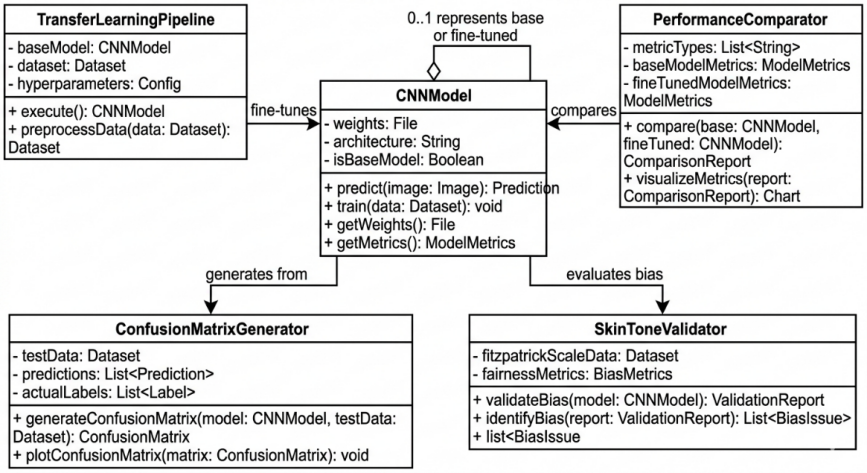 TransferLearningPipeline
- baseModel: CNNModel
- dataset: Dataset
- hyperparameters: Config
+ execute(): CNNModel
+ preprocessData(data: Dataset):
Dataset
fine-tunes
0..1 represents base
or fine-tuned
CNNModel
- weights: File
- architecture: String
- isBaseModel: Boolean
+ predict(image: Image): Prediction
+ train(data: Dataset): void
+ getWeights(): File
+ getMetrics(): ModelMetrics
compares
PerformanceComparator
- metricTypes: List<String>
- baseModelMetrics: ModelMetrics
- fineTunedModelMetrics:
ModelMetrics
+ compare(base: CNNModel,
fineTuned: CNNModel):
ComparisonReport
+ visualizeMetrics(report:
ComparisonReport): Chart
generates from
evaluates bias
ConfusionMatrixGenerator
- testData: Dataset
- predictions: List<Prediction>
- actualLabels: List<Label>
+ generateConfusionMatrix(model: CNNModel, testData:
Dataset): ConfusionMatrix
+ plotConfusionMatrix(matrix: ConfusionMatrix): void
SkinToneValidator
- fitzpatrickScaleData: Dataset
- fairnessMetrics: BiasMetrics
+ validateBias(model: CNNModel): ValidationReport
+ identifyBias(report: ValidationReport): List<BiasIssue>
+ list<BiasIssue